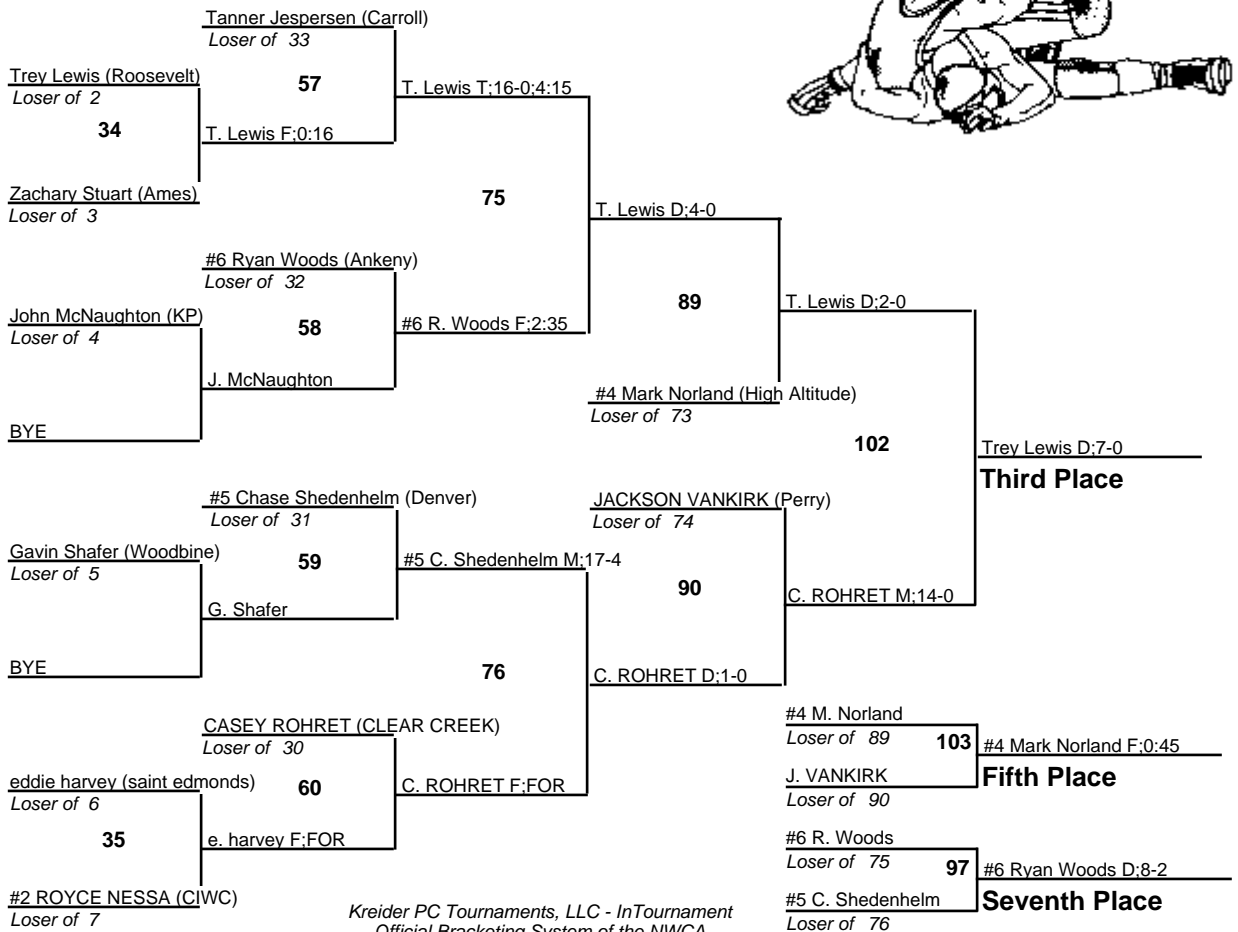 Tanner Jespersen (Carroll)
Loser of 33
Trey Lewis (Roosevelt)
Loser of 2
57
T. Lewis T;16-0;4:15
34
T. Lewis F;0:16
Zachary Stuart (Ames)
Loser of 3
75
T. Lewis D;4-0
#6 Ryan Woods (Ankeny)
Loser of 32
John McNaughton (KP)
Loser of 4
58
#6 R. Woods F;2:35
89
T. Lewis D;2-0
J. McNaughton
#4 Mark Norland (High Altitude)
Loser of 73
BYE
102
Trey Lewis D;7-0
Third Place
#5 Chase Shedenhelm (Denver)
Loser of 31
JACKSON VANKIRK (Perry)
Loser of 74
Gavin Shafer (Woodbine)
Loser of 5
59
#5 C. Shedenhelm M;17-4
90
C. ROHRET M;14-0
G. Shafer
BYE
76
C. ROHRET D;1-0
CASEY ROHRET (CLEAR CREEK)
Loser of 30
#4 M. Norland
Loser of 89
103
#4 Mark Norland F;0:45
Fifth Place
J. VANKIRK
Loser of 90
eddie harvey (saint edmonds)
Loser of 6
60
C. ROHRET F;FOR
35
e. harvey F;FOR
#6 R. Woods
Loser of 75
97
#6 Ryan Woods D;8-2
Seventh Place
#5 C. Shedenhelm
Loser of 76
#2 ROYCE NESSA (CIWC)
Loser of 7
Kreider PC Tournaments, LLC - InTournament
Official Bracketing System of the NWCA